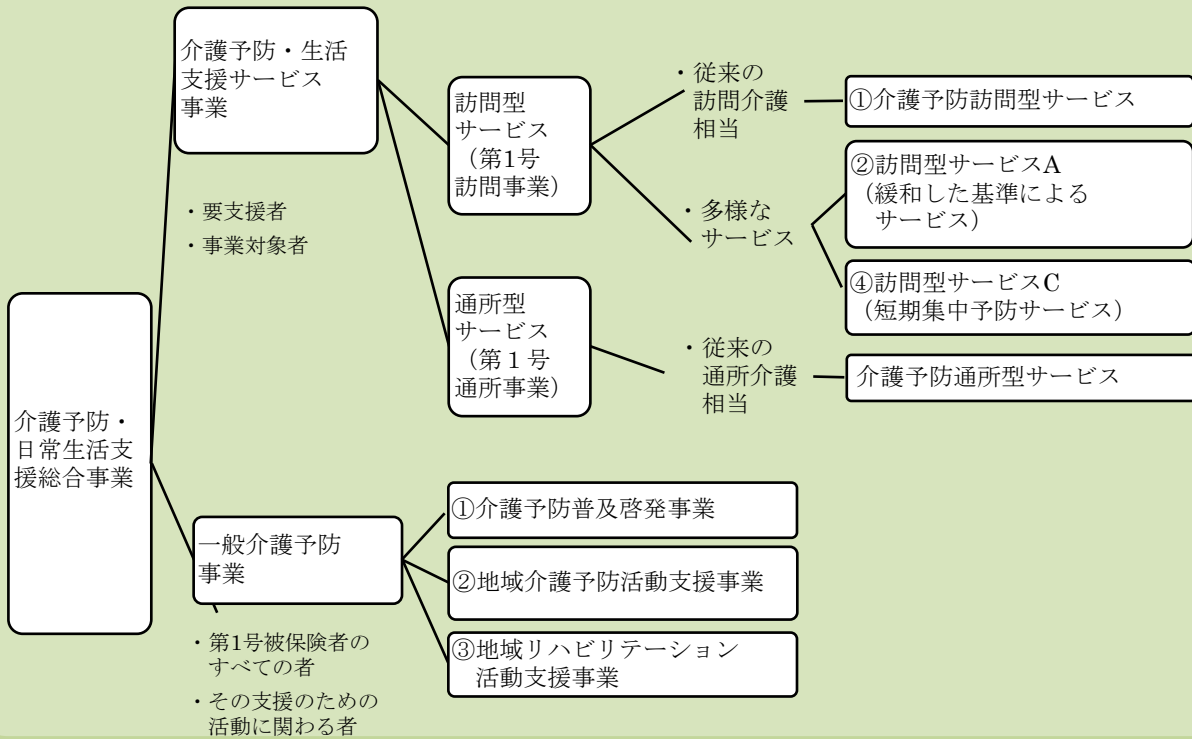 介護予防・
日常生活支
援総合事業
介護予防・生活
支援サービス
事業
・要支援者
・事業対象者
訪問型
サービス
（第1号
訪問事業）
・従来の
訪問介護
相当
①介護予防訪問型サービス
・多様な
サービス
②訪問型サービスA
（緩和した基準による
サービス）
④訪問型サービスC
（短期集中予防サービス）
通所型
サービス
（第１号
通所事業）
・従来の
通所介護
相当
介護予防通所型サービス
一般介護予防
事業
・第1号被保険者の
すべての者
・その支援のための
活動に関わる者
①介護予防普及啓発事業
②地域介護予防活動支援事業
③地域リハビリテーション
活動支援事業